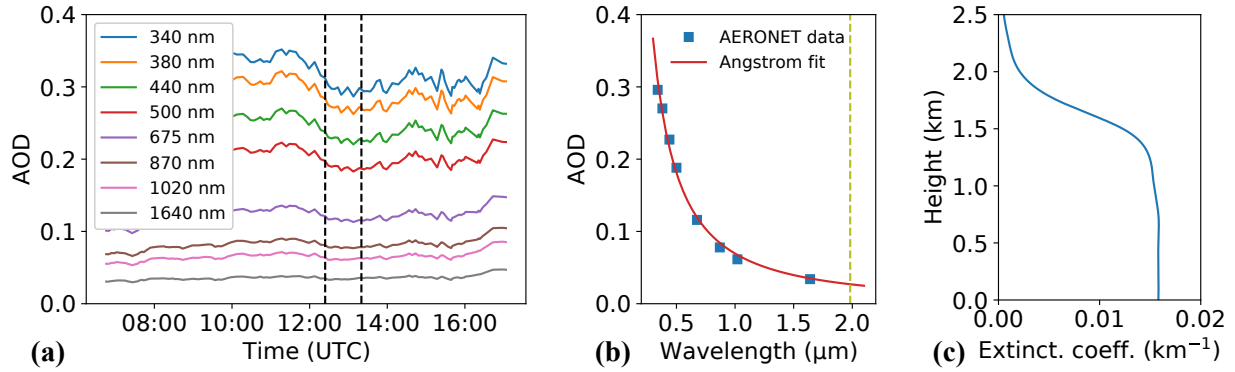 0.4
0.3
0.2
0.1
0.0
AOD
340 nm
380 nm
440 nm
500 nm
675 nm
870 nm
1020 nm
1640 nm
08:00 10:00 12:00 14:00 16:00
Time (UTC)
(a)
0.4
0.3
0.2
0.1
0.0
AOD
AERONET data
Angstrom fit
0.5 1.0 1.5 2.0
Wavelength (μm)
(b)
2.5
2.0
1.5
1.0
0.5
0.0
Height (km)
0.00 0.01 0.02
Extinct. coeff. (km⁻¹)
(c)